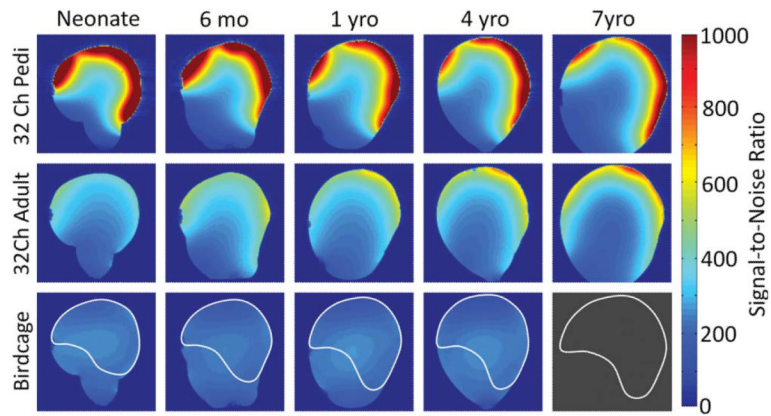 Neonate 6 mo 1 yro 4 yro 7yro
32 Ch Pedi
32Ch Adult
Birdcage
1000
800
600
400
200
0
Signal-to-Noise Ratio